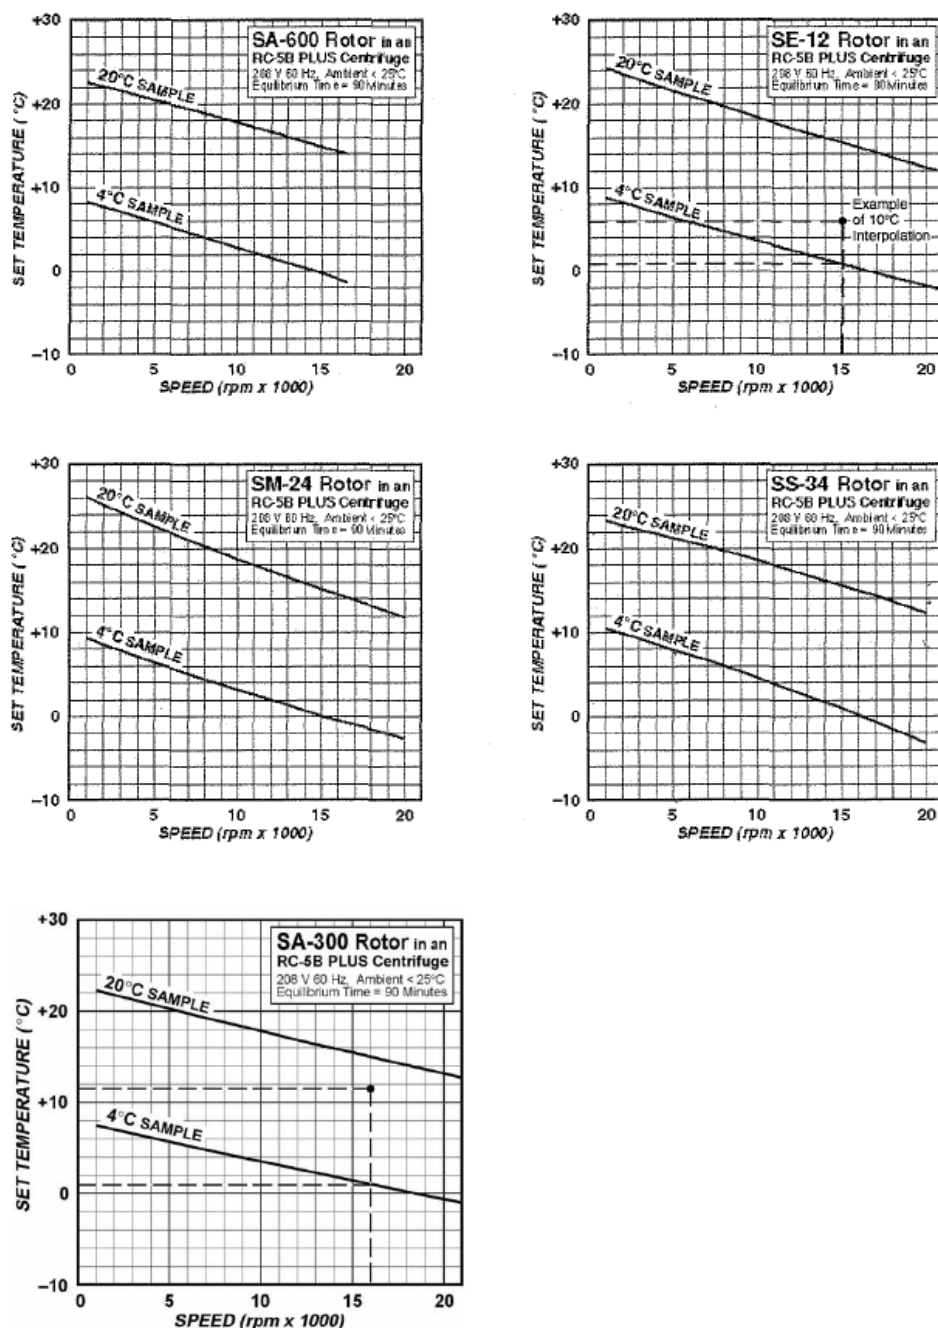 +30
+20
+10
0
−10
SET TEMPERATURE (°C)
SA-600 Rotor in an
RC-5B PLUS Centrifuge
208 V 60 Hz, Ambient < 25°C
Equilibrium Time = 90 Minutes
20°C SAMPLE
4°C SAMPLE
0 5 10 15 20
SPEED (rpm x 1000)
+30
+20
+10
0
−10
SET TEMPERATURE (°C)
SE-12 Rotor in an
RC-5B PLUS Centrifuge
208 V 60 Hz, Ambient < 25°C
Equilibrium Time = 90 Minutes
20°C SAMPLE
4°C SAMPLE
Example
of 10°C
Interpolation
0 5 10 15 20
SPEED (rpm x 1000)
+30
+20
+10
0
−10
SET TEMPERATURE (°C)
SM-24 Rotor in an
RC-5B PLUS Centrifuge
208 V 60 Hz, Ambient < 25°C
Equilibrium Time = 90 Minutes
20°C SAMPLE
4°C SAMPLE
0 5 10 15 20
SPEED (rpm x 1000)
+30
+20
+10
0
−10
SET TEMPERATURE (°C)
SS-34 Rotor in an
RC-5B PLUS Centrifuge
208 V 60 Hz, Ambient < 25°C
Equilibrium Time = 90 Minutes
20°C SAMPLE
4°C SAMPLE
0 5 10 15 20
SPEED (rpm x 1000)
+30
+20
+10
0
−10
SET TEMPERATURE (°C)
SA-300 Rotor in an
RC-5B PLUS Centrifuge
208 V 60 Hz, Ambient < 25°C
Equilibrium Time = 90 Minutes
20°C SAMPLE
4°C SAMPLE
0 5 10 15 20
SPEED (rpm x 1000)